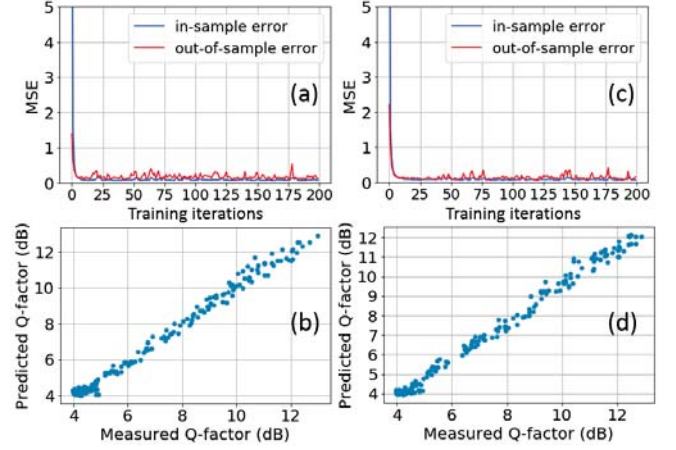 5
4
3
2
1
0
MSE
in-sample error
out-of-sample error
(a)
0 25 50 75 100 125 150 175 200
Training iterations
5
4
3
2
1
0
MSE
in-sample error
out-of-sample error
(c)
0 25 50 75 100 125 150 175 200
Training iterations
12
10
8
6
4
Predicted Q-factor (dB)
(b)
4 6 8 10 12
Measured Q-factor (dB)
12
11
10
9
8
7
6
5
4
Predicted Q-factor (dB)
(d)
4 6 8 10 12
Measured Q-factor (dB)